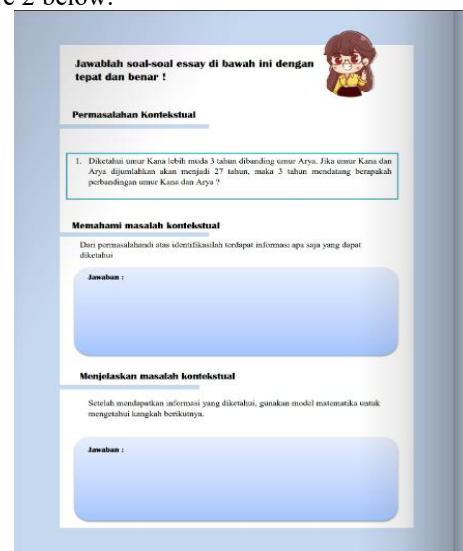 re 2 below.
Jawablah soal-soal essay di bawah ini dengan
tepat dan benar !
Permasalahan Kontekstual
1. Diketahui umur Kana lebih muda 3 tahun dibanding umur Arya. Jika umur Kana dan
Arya dijumlahkan akan menjadi 27 tahun, maka 3 tahun mendatang berapakah
perbandingan umur Kana dan Arya ?
Memahami masalah kontekstual
Dari permasalahandi atas identifikasilah terdapat informasi apa saja yang dapat
diketahui
Jawaban :
Menjelaskan masalah kontekstual
Setelah mendapatkan informasi yang diketahui, gunakan model matematika untuk
mengetahui langkah berikutnya.
Jawaban :